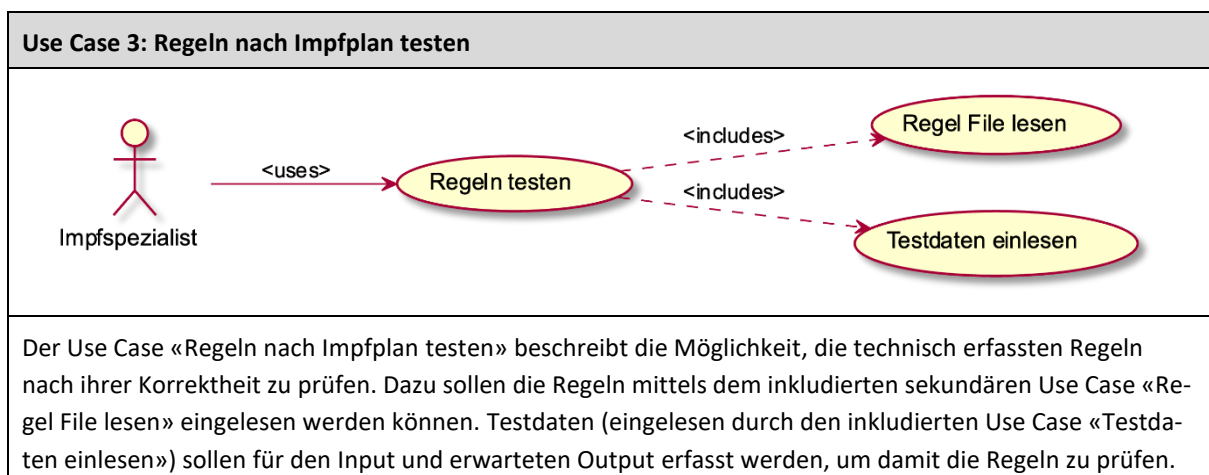 Use Case 3: Regeln nach Impfplan testen
Regel File lesen
<includes>
<uses>
Regeln testen
<includes>
Impfspezialist
Testdaten einlesen
Der Use Case «Regeln nach Impfplan testen» beschreibt die Möglichkeit, die technisch erfassten Regeln
nach ihrer Korrektheit zu prüfen. Dazu sollen die Regeln mittels dem inkludierten sekundären Use Case «Re-
gel File lesen» eingelesen werden können. Testdaten (eingelesen durch den inkludierten Use Case «Testda-
ten einlesen») sollen für den Input und erwarteten Output erfasst werden, um damit die Regeln zu prüfen.